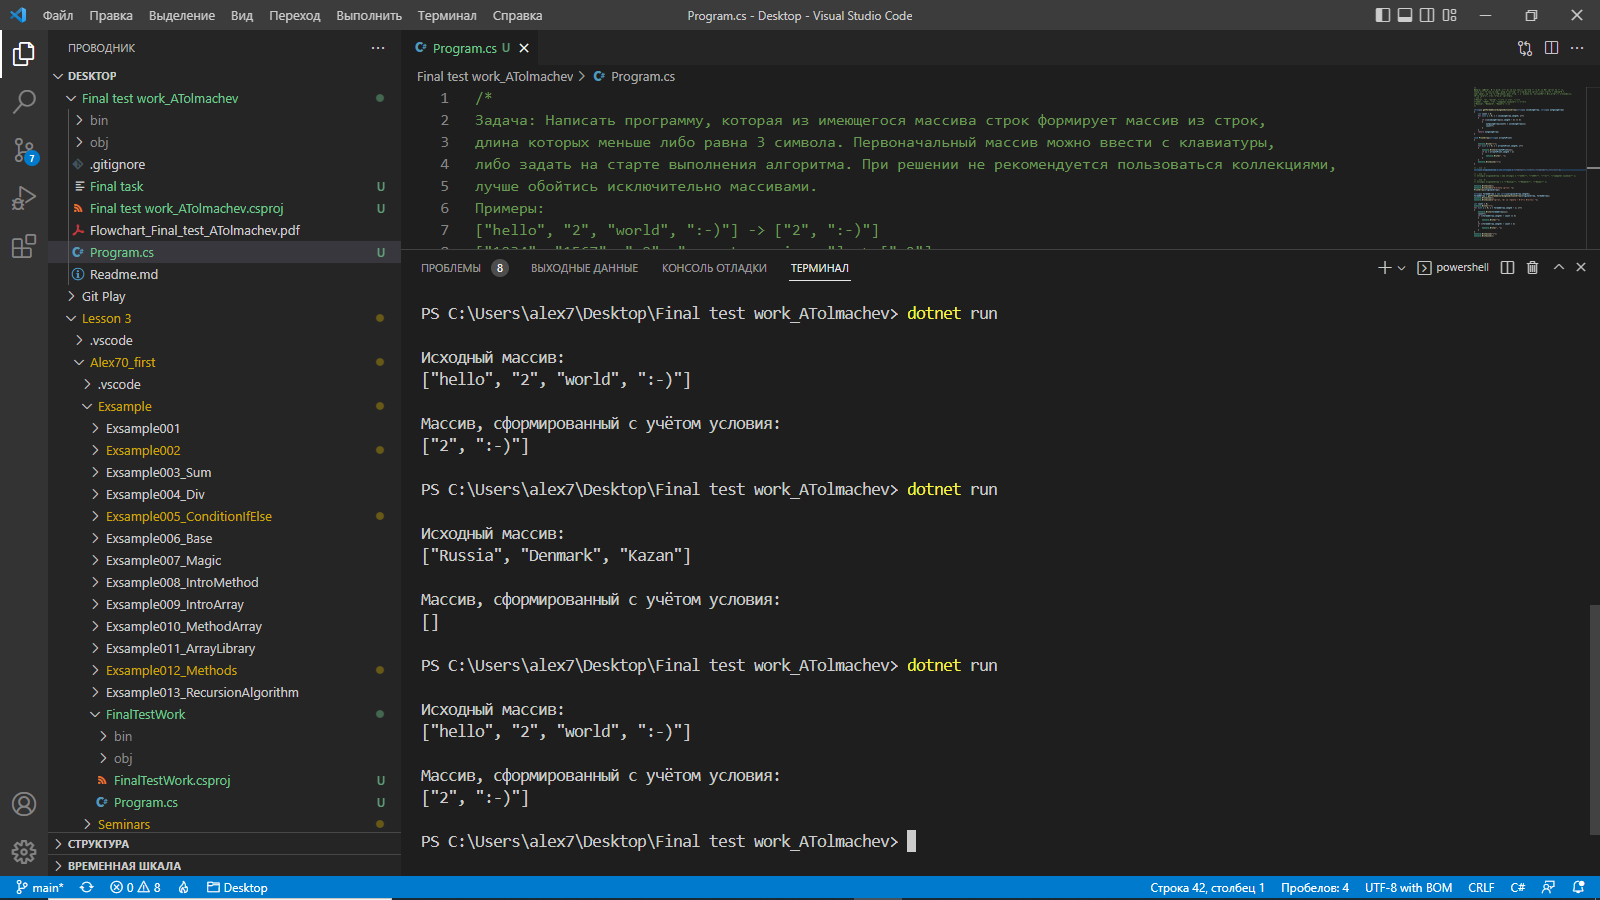 Файл Правка Выделение Вид Переход Выполнить Терминал Справка
Program.cs - Desktop - Visual Studio Code
ПРОВОДНИК
DESKTOP
Final test work_ATolmachev
bin
obj
.gitignore
Final task U
Final test work_ATolmachev.csproj U
Flowchart_Final_test_ATolmachev.pdf
Program.cs U
Readme.md
Git Play
Lesson 3
.vscode
Alex70_first
.vscode
Exsample
Exsample001
Exsample002
Exsample003_Sum
Exsample004_Div
Exsample005_ConditionIfElse
Exsample006_Base
Exsample007_Magic
Exsample008_IntroMethod
Exsample009_IntroArray
Exsample010_MethodArray
Exsample011_ArrayLibrary
Exsample012_Methods
Exsample013_RecursionAlgorithm
FinalTestWork
bin
obj
FinalTestWork.csproj U
Program.cs U
Seminars
СТРУКТУРА
ВРЕМЕННАЯ ШКАЛА
7
Program.cs U
Final test work_ATolmachev > Program.cs
1 /*
2 Задача: Написать программу, которая из имеющегося массива строк формирует массив из строк,
3 длина которых меньше либо равна 3 символа. Первоначальный массив можно ввести с клавиатуры,
4 либо задать на старте выполнения алгоритма. При решении не рекомендуется пользоваться коллекциями,
5 лучше обойтись исключительно массивами.
6 Примеры:
7 ["hello", "2", "world", ":-)"] -> ["2", ":-)"]
ПРОБЛЕМЫ 8 ВЫХОДНЫЕ ДАННЫЕ КОНСОЛЬ ОТЛАДКИ ТЕРМИНАЛ
powershell
PS C:\Users\alex7\Desktop\Final test work_ATolmachev> dotnet run
Исходный массив:
["hello", "2", "world", ":-)"]
Массив, сформированный с учётом условия:
["2", ":-)"]
PS C:\Users\alex7\Desktop\Final test work_ATolmachev> dotnet run
Исходный массив:
["Russia", "Denmark", "Kazan"]
Массив, сформированный с учётом условия:
[]
PS C:\Users\alex7\Desktop\Final test work_ATolmachev> dotnet run
Исходный массив:
["hello", "2", "world", ":-)"]
Массив, сформированный с учётом условия:
["2", ":-)"]
PS C:\Users\alex7\Desktop\Final test work_ATolmachev>
main* 0 8 Desktop
Строка 42, столбец 1 Пробелов: 4 UTF-8 with BOM CRLF C#